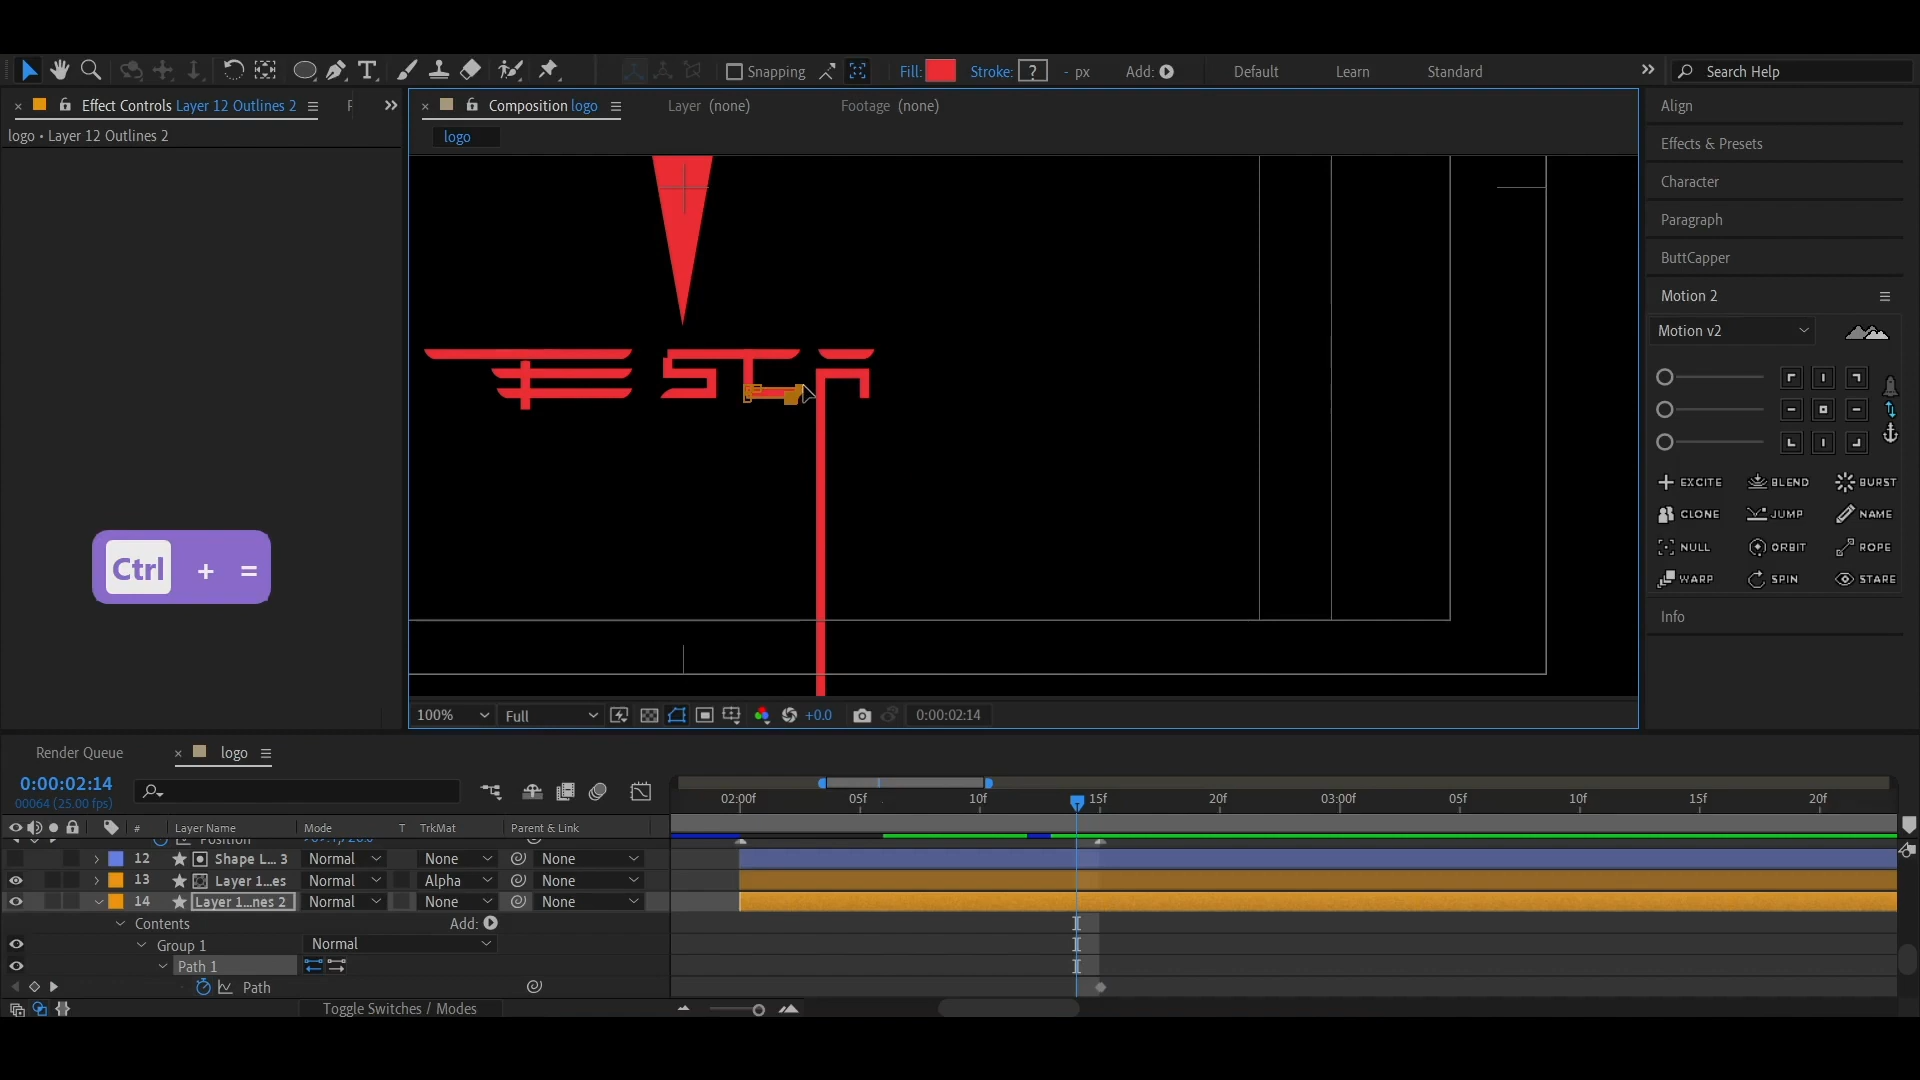 Snapping
Fill:
Stroke:
?
- px
Add:
Default
Learn
Standard
Search Help
Effect Controls Layer 12 Outlines 2
Composition logo
Layer (none)
Footage (none)
logo • Layer 12 Outlines 2
logo
Align
Effects & Presets
Character
Paragraph
ButtCapper
Motion 2
Motion v2
EXCITE
BLEND
BURST
CLONE
JUMP
NAME
NULL
ORBIT
ROPE
WARP
SPIN
STARE
Info
Ctrl + =
100%
Full
+0.0
0:00:02:14
Render Queue
logo
0:00:02:14
00064 (25.00 fps)
02:00f
05f
10f
15f
20f
03:00f
05f
10f
15f
20f
#
Layer Name
Mode
T
TrkMat
Parent & Link
Position
12
Shape L... 3
Normal
None
None
13
Layer 1...es
Normal
Alpha
None
14
Layer 1...nes 2
Normal
None
None
Contents
Add:
Group 1
Normal
Path 1
Path
Toggle Switches / Modes